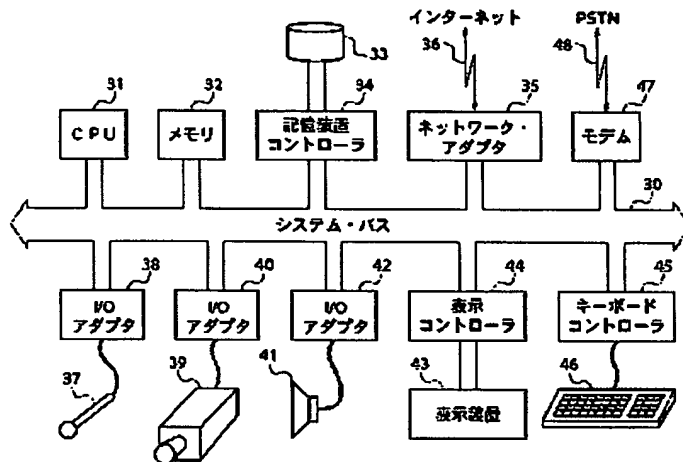 インターネット
PSTN
33
36
48
31
32
34
35
47
CPU
メモリ
記憶装置
コントローラ
ネットワーク・
アダプタ
モデム
30
システム・バス
38
40
42
44
45
I/O
アダプタ
I/O
アダプタ
I/O
アダプタ
表示
コントローラ
キーボード
コントローラ
37
39
41
43
46
表示装置